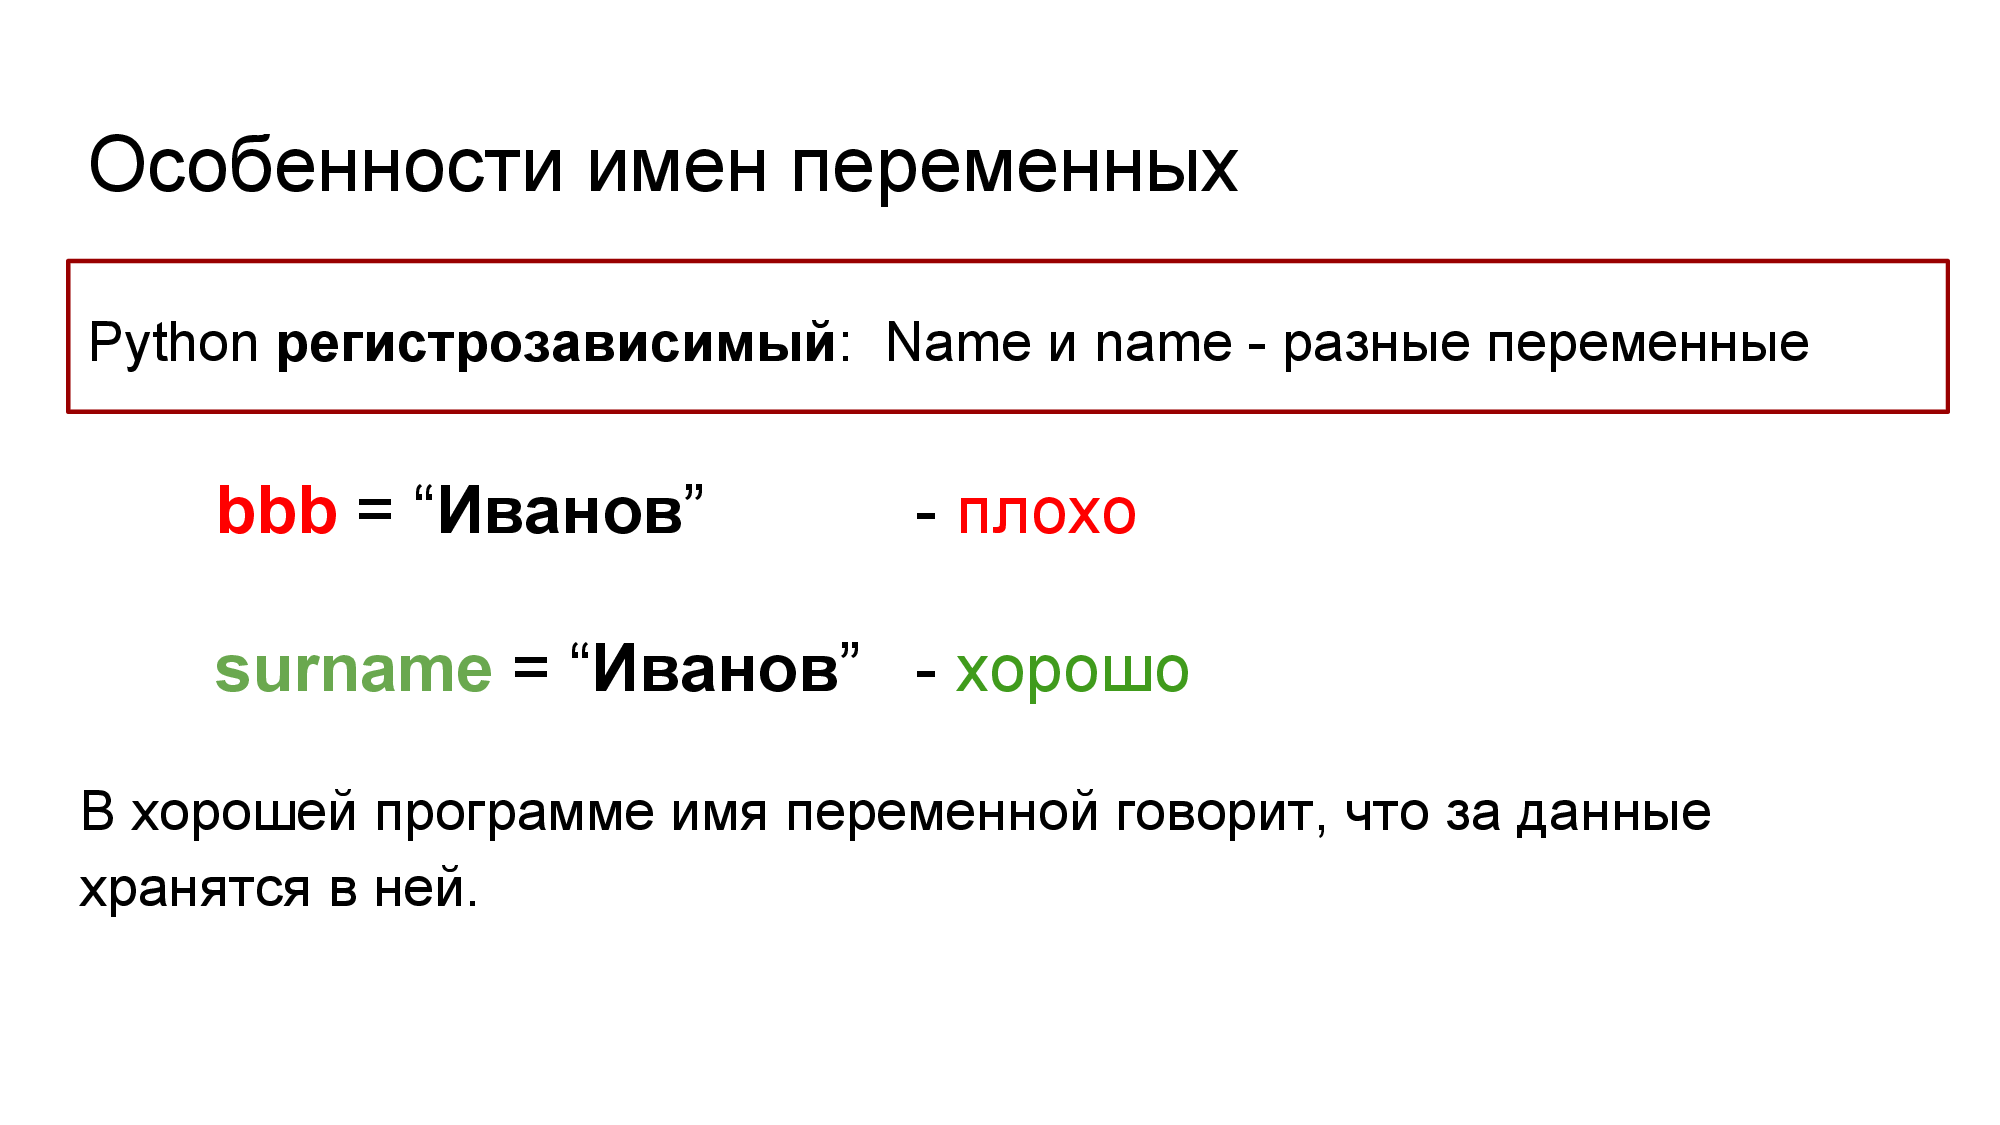 Особенности имен переменных
Python регистрозависимый: Name и name - разные переменные
bbb = “Иванов” - плохо
surname = “Иванов” - хорошо
В хорошей программе имя переменной говорит, что за данные
хранятся в ней.